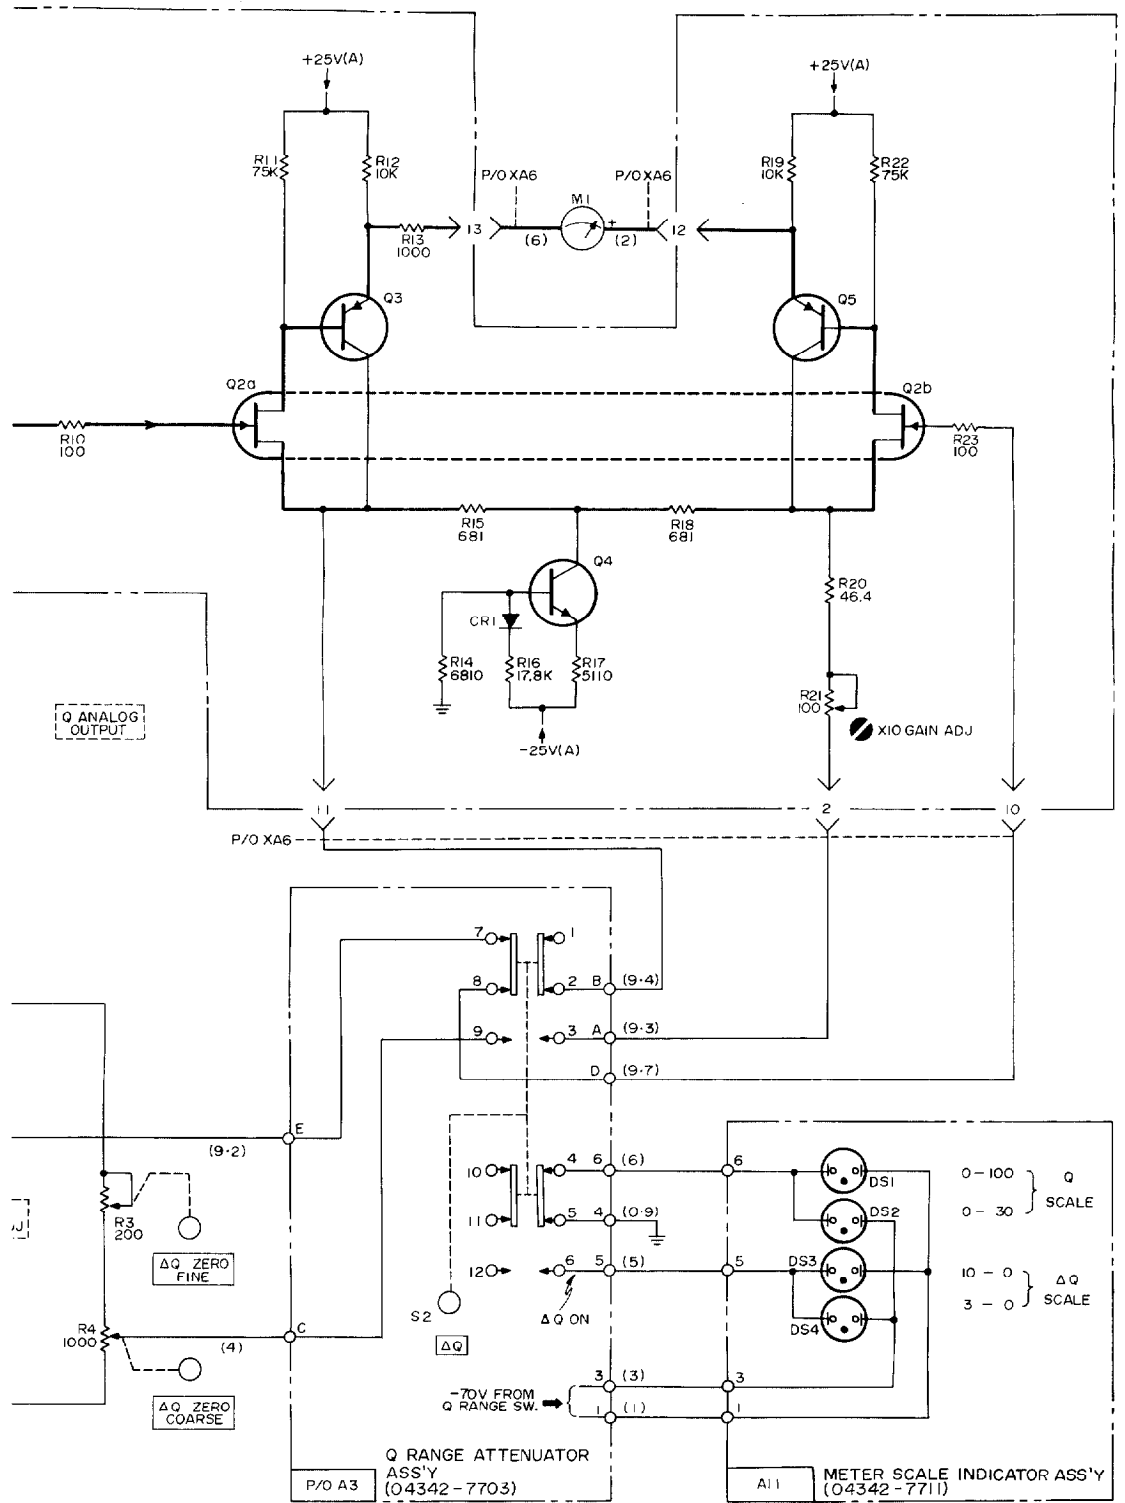 +25V(A)
+25V(A)
R11
75K
R12
10K
R19
10K
R22
75K
P/O XA6
P/O XA6
M1
+
13
(6)
(2)
12
R13
1000
Q3
Q5
Q2a
Q2b
R10
100
R23
100
R15
681
R18
681
Q4
R20
46.4
CR1
R14
6810
R16
17.8K
R17
5110
R21
100
Q ANALOG
OUTPUT
X10 GAIN ADJ
-25V(A)
11
2
10
P/O XA6
7
1
8
2
B
(9·4)
9
3
A
(9·3)
D
(9·7)
E
(9·2)
10
4
6
(6)
6
DS1
0-100
Q
SCALE
11
5
4
(0·9)
DS2
0-30
R3
200
ΔQ ZERO
FINE
12
6
5
(5)
5
DS3
10-0
ΔQ
SCALE
3-0
S2
ΔQ ON
DS4
R4
1000
C
(4)
ΔQ
ΔQ ZERO
COARSE
-70V FROM
Q RANGE SW.
3
(3)
3
1
(1)
1
Q RANGE ATTENUATOR
ASS'Y
(04342-7703)
P/O A3
A11
METER SCALE INDICATOR ASS'Y
(04342-7711)